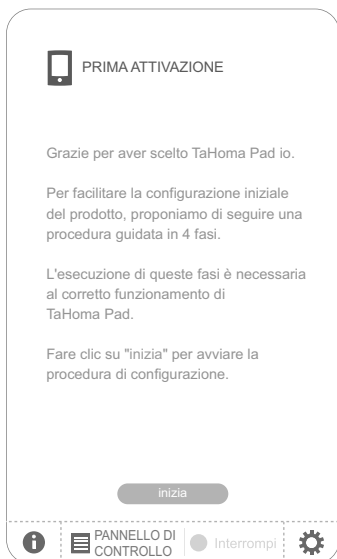 PRIMA ATTIVAZIONE
Grazie per aver scelto TaHoma Pad io.
Per facilitare la configurazione iniziale
del prodotto, proponiamo di seguire una
procedura guidata in 4 fasi.
L'esecuzione di queste fasi è necessaria
al corretto funzionamento di
TaHoma Pad.
Fare clic su "inizia" per avviare la
procedura di configurazione.
inizia
PANNELLO DI
CONTROLLO
Interrompi